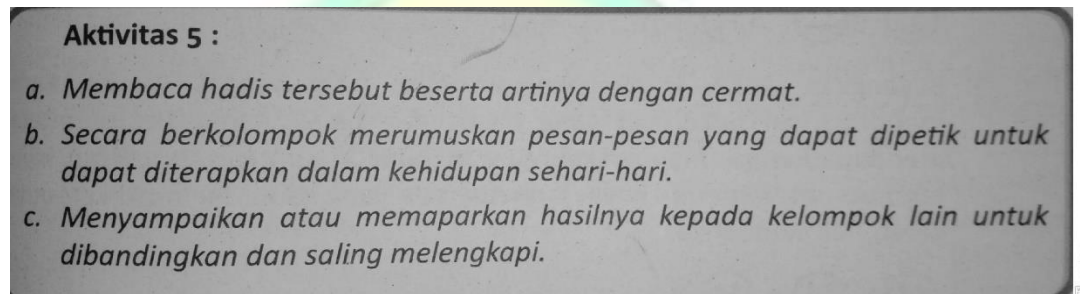 Aktivitas 5 :
a. Membaca hadis tersebut beserta artinya dengan cermat.
b. Secara berkolompok merumuskan pesan-pesan yang dapat dipetik untuk
dapat diterapkan dalam kehidupan sehari-hari.
c. Menyampaikan atau memaparkan hasilnya kepada kelompok lain untuk
dibandingkan dan saling melengkapi.